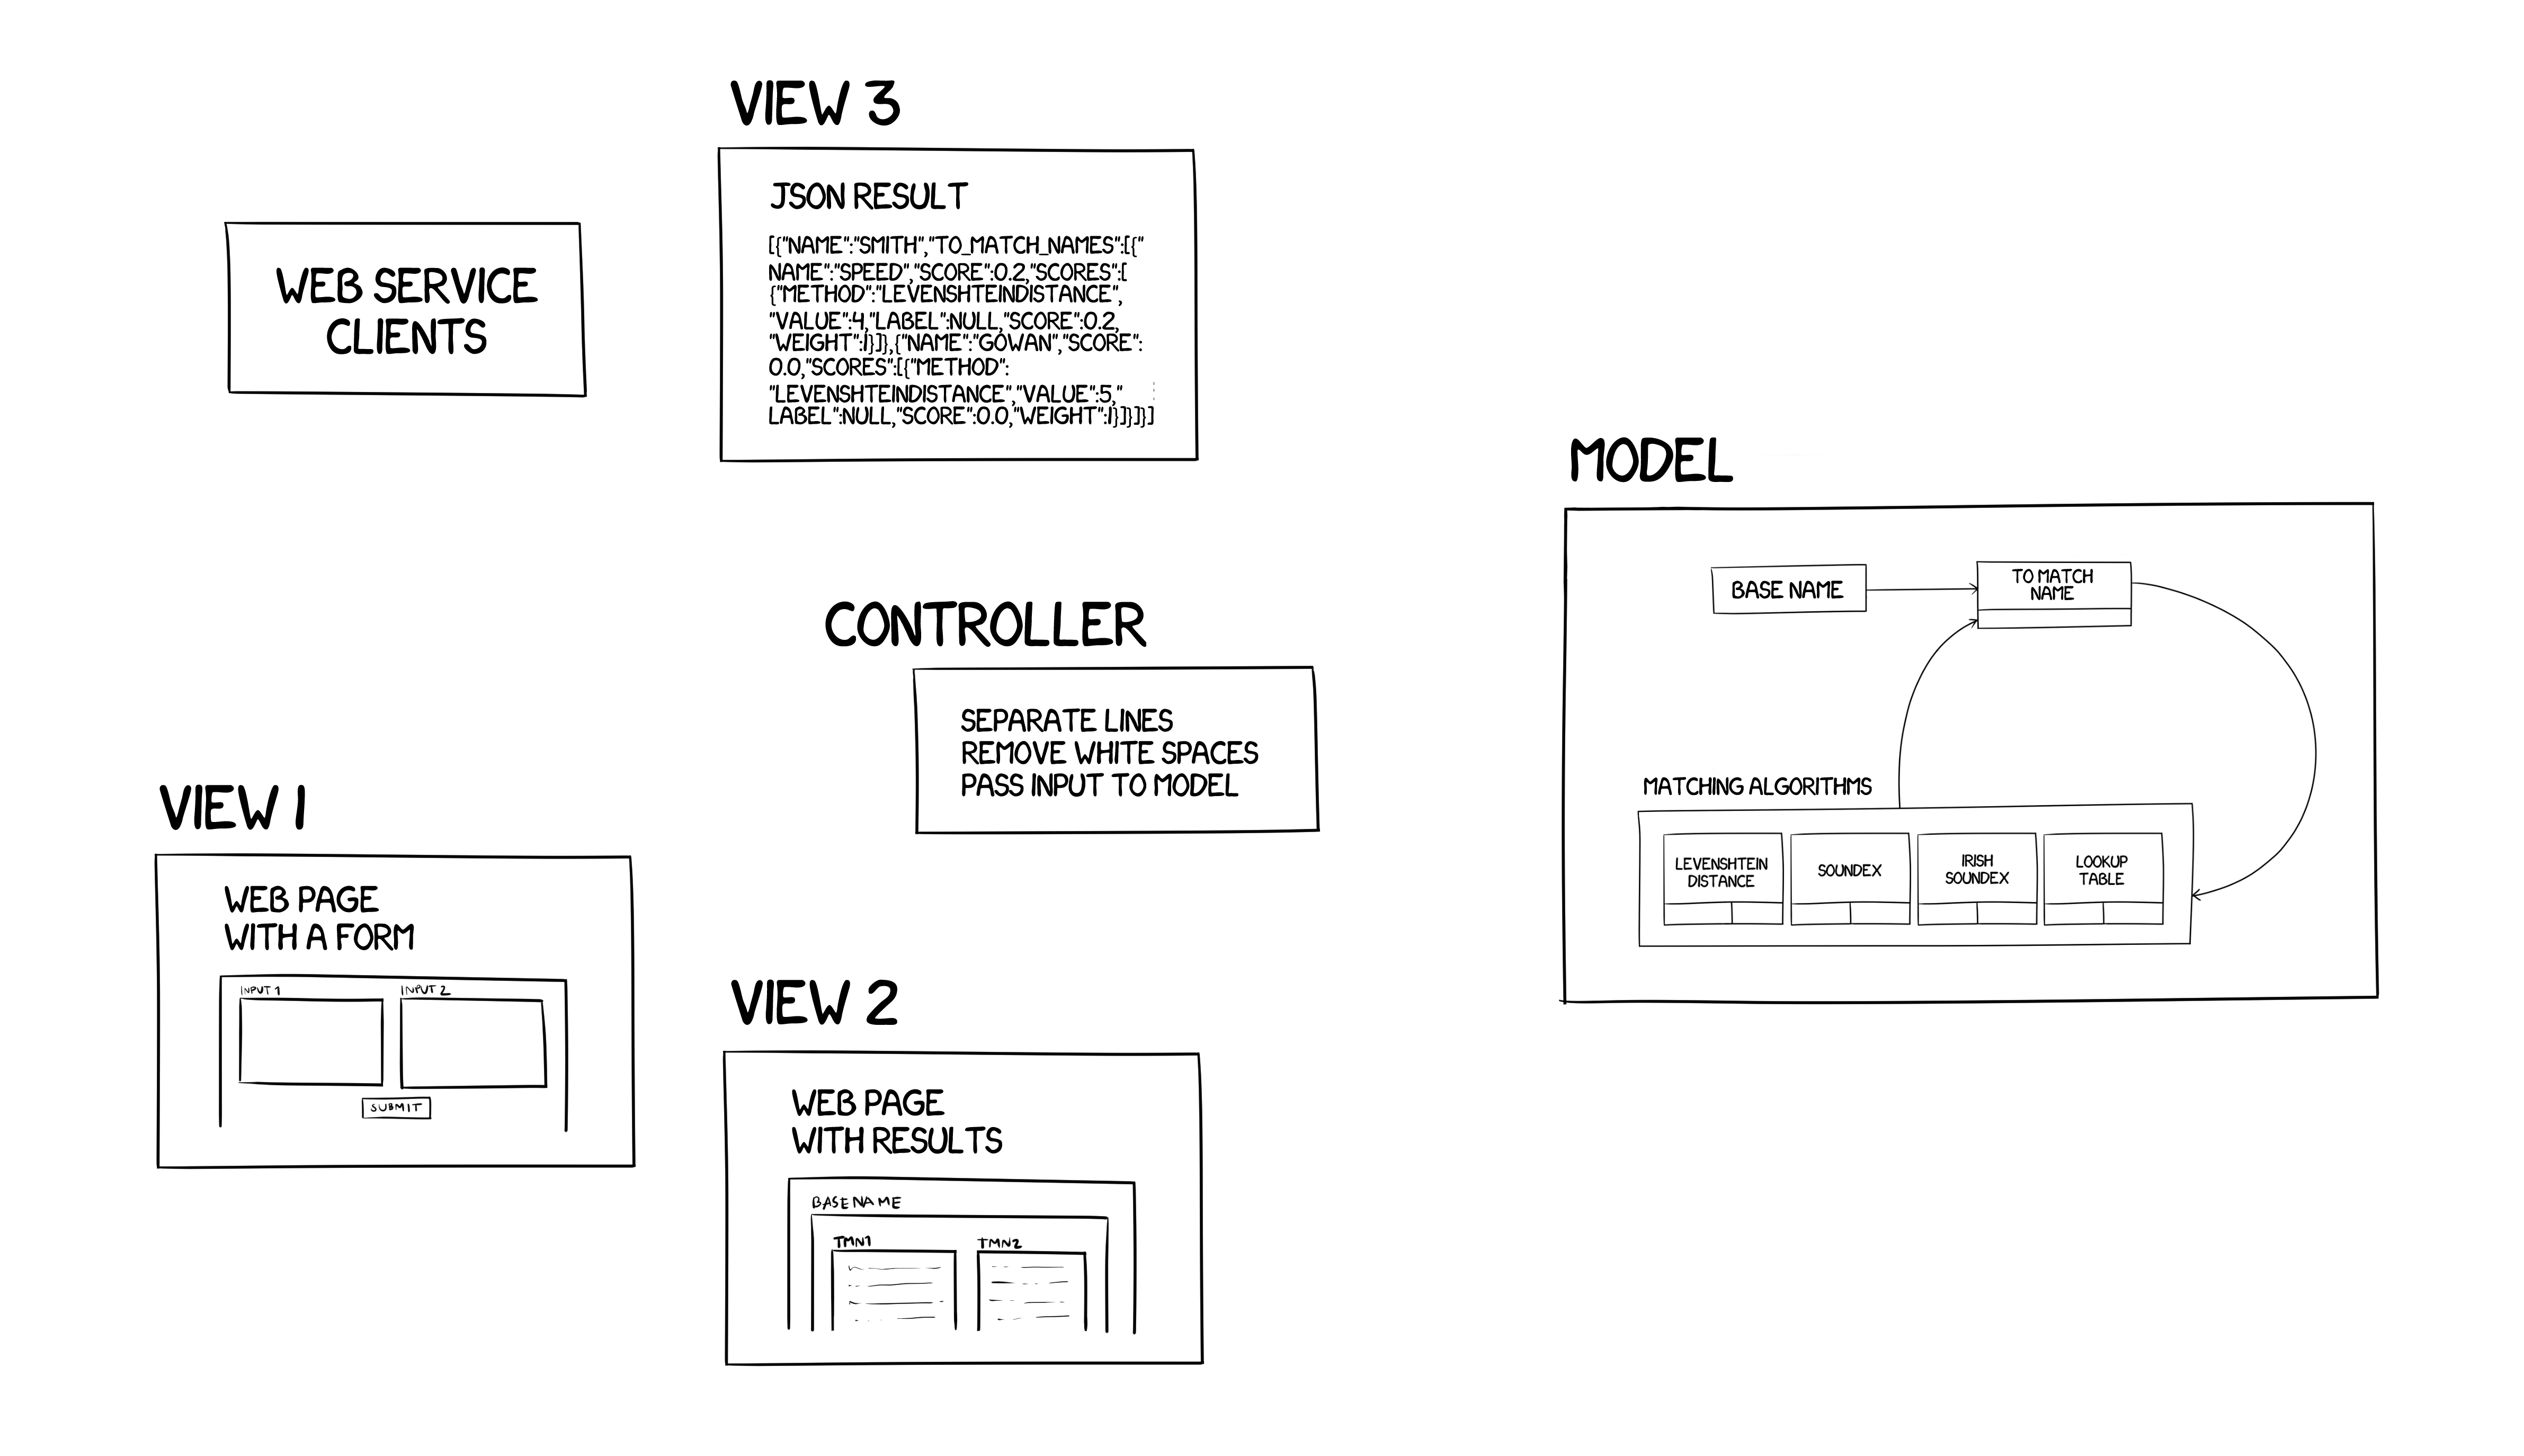 VIEW 3
JSON RESULT
[{"NAME":"SMITH","TO_MATCH_NAMES":[{"
NAME":"SPEED","SCORE":0.2,"SCORES":[
{"METHOD":"LEVENSHTEINDISTANCE",
"VALUE":4,"LABEL":NULL,"SCORE":0.2,
"WEIGHT":1}]},{"NAME":"GOWAN","SCORE":
0.0,"SCORES":[{"METHOD":
"LEVENSHTEINDISTANCE","VALUE":5,"
LABEL":NULL,"SCORE":0.0,"WEIGHT":1}]}]}]
WEB SERVICE
CLIENTS
MODEL
BASE NAME
TO MATCH
NAME
MATCHING ALGORITHMS
LEVENSHTEIN
DISTANCE
SOUNDEX
IRISH
SOUNDEX
LOOKUP
TABLE
CONTROLLER
SEPARATE LINES
REMOVE WHITE SPACES
PASS INPUT TO MODEL
VIEW 1
WEB PAGE
WITH A FORM
INPUT 1
INPUT 2
SUBMIT
VIEW 2
WEB PAGE
WITH RESULTS
BASE NAME
TMN1
TMN2